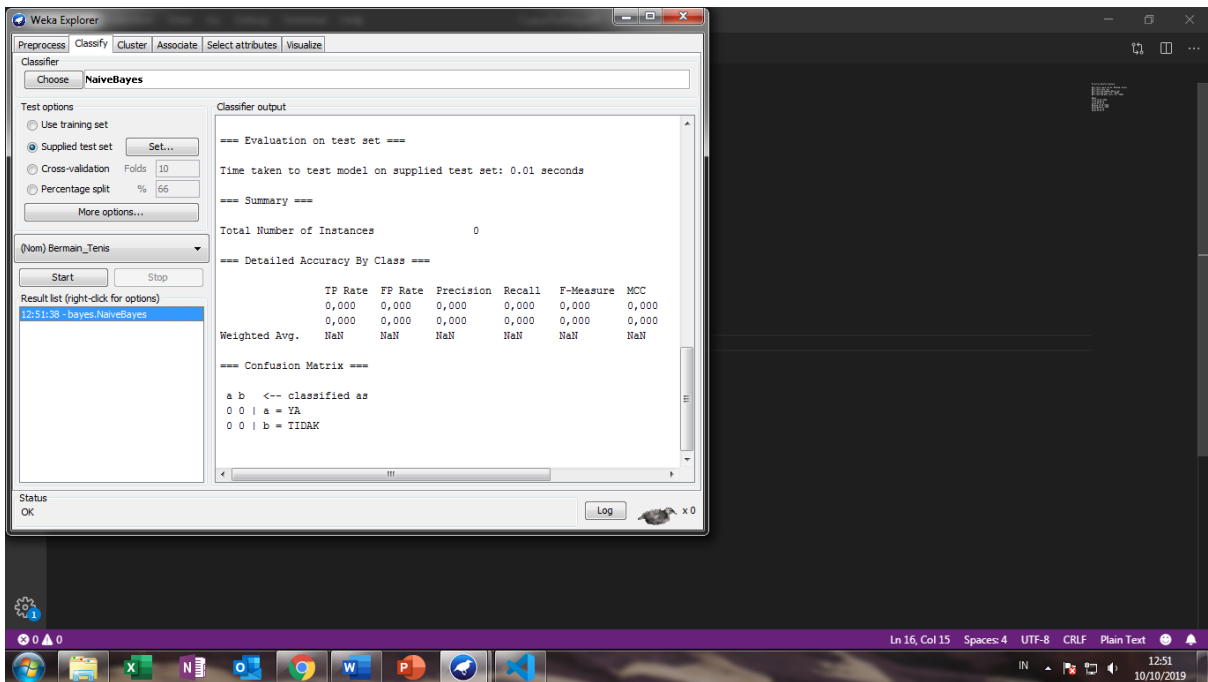 Weka Explorer
Preprocess Classify Cluster Associate Select attributes Visualize
Classifier
Choose NaiveBayes
Test options
Use training set
Supplied test set Set...
Cross-validation Folds 10
Percentage split % 66
More options...
(Nom) Bermain_Tenis
Start Stop
Result list (right-click for options)
12:51:38 - bayes.NaiveBayes
Classifier output
=== Evaluation on test set ===
Time taken to test model on supplied test set: 0.01 seconds
=== Summary ===
Total Number of Instances 0
=== Detailed Accuracy By Class ===
TP Rate FP Rate Precision Recall F-Measure MCC
0,000 0,000 0,000 0,000 0,000 0,000
0,000 0,000 0,000 0,000 0,000 0,000
Weighted Avg. NaN NaN NaN NaN NaN NaN
=== Confusion Matrix ===
a b <-- classified as
0 0 | a = YA
0 0 | b = TIDAK
Status
OK
Log x 0
1
0 0 Ln 16, Col 15 Spaces: 4 UTF-8 CRLF Plain Text
IN 12:51
10/10/2019